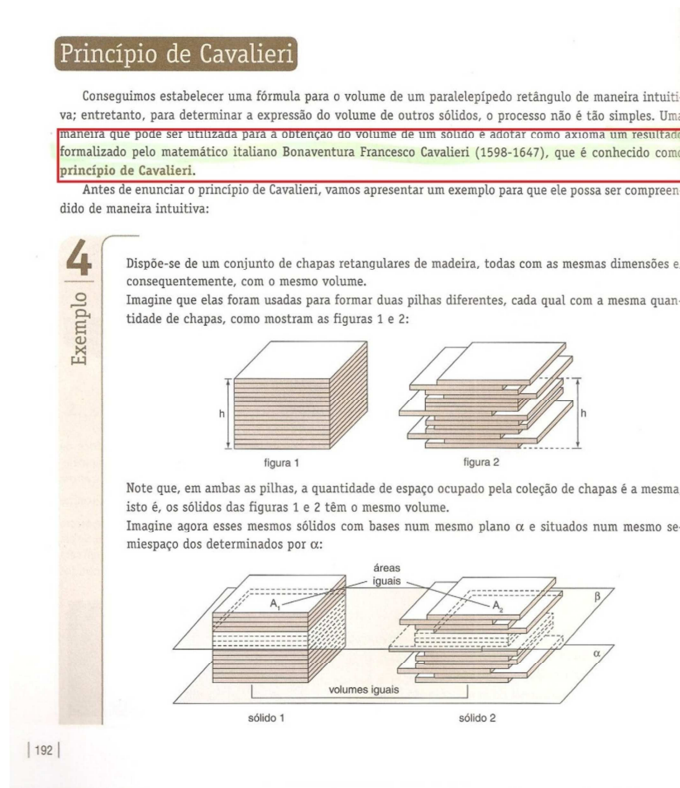 Princípio de Cavalieri
Conseguimos estabelecer uma fórmula para o volume de um paralelepípedo retângulo de maneira intuiti-
va; entretanto, para determinar a expressão do volume de outros sólidos, o processo não é tão simples. Uma
maneira que pode ser utilizada para a obtenção do volume de um sólido é adotar como axioma um resultado
formalizado pelo matemático italiano Bonaventura Francesco Cavalieri (1598-1647), que é conhecido como
princípio de Cavalieri.
Antes de enunciar o princípio de Cavalieri, vamos apresentar um exemplo para que ele possa ser compreen-
dido de maneira intuitiva:
Exemplo 4
Dispõe-se de um conjunto de chapas retangulares de madeira, todas com as mesmas dimensões e,
consequentemente, com o mesmo volume.
Imagine que elas foram usadas para formar duas pilhas diferentes, cada qual com a mesma quan-
tidade de chapas, como mostram as figuras 1 e 2:
h
h
figura 1
figura 2
Note que, em ambas as pilhas, a quantidade de espaço ocupado pela coleção de chapas é a mesma,
isto é, os sólidos das figuras 1 e 2 têm o mesmo volume.
Imagine agora esses mesmos sólidos com bases num mesmo plano α e situados num mesmo se-
miespaço dos determinados por α:
áreas
iguais
A₁
A₂
β
α
volumes iguais
sólido 1
sólido 2
| 192 |